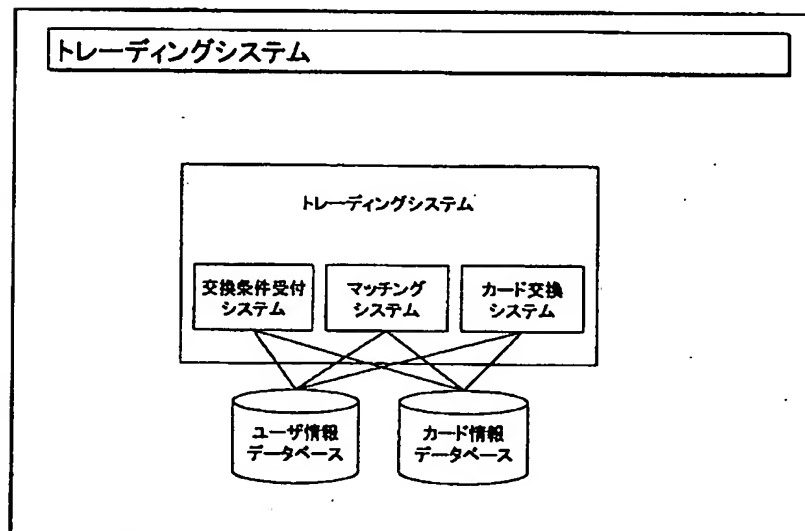 トレーディングシステム
トレーディングシステム
交換条件受付
システム
マッチング
システム
カード交換
システム
ユーザ情報
データベース
カード情報
データベース